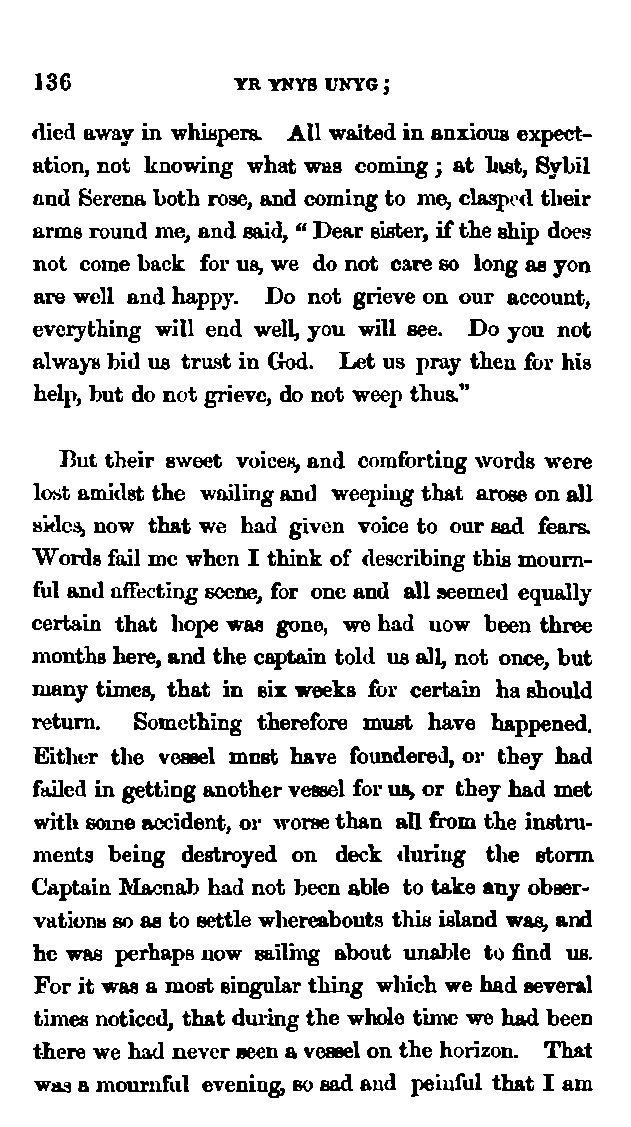 136 YR YNYS UNYG ;
died away in whispers. All waited in anxious expect-
ation, not knowing what was coming ; at last, Sybil
and Serena both rose, and coming to me, clasped their
arms round me, and said, “ Dear sister, if the ship does
not come back for us, we do not care so long as you
are well and happy. Do not grieve on our account,
everything will end well, you will see. Do you not
always bid us trust in God. Let us pray then for his
help, but do not grieve, do not weep thus.”
But their sweet voices, and comforting words were
lost amidst the wailing and weeping that arose on all
sides, now that we had given voice to our sad fears.
Words fail me when I think of describing this mourn-
ful and affecting scene, for one and all seemed equally
certain that hope was gone, we had now been three
months here, and the captain told us all, not once, but
many times, that in six weeks for certain ha should
return. Something therefore must have happened.
Either the vessel must have foundered, or they had
failed in getting another vessel for us, or they had met
with some accident, or worse than all from the instru-
ments being destroyed on deck during the storm
Captain Macnab had not been able to take any obser-
vations so as to settle whereabouts this island was, and
he was perhaps now sailing about unable to find us.
For it was a most singular thing which we had several
times noticed, that during the whole time we had been
there we had never seen a vessel on the horizon. That
was a mournful evening, so sad and peinful that I am